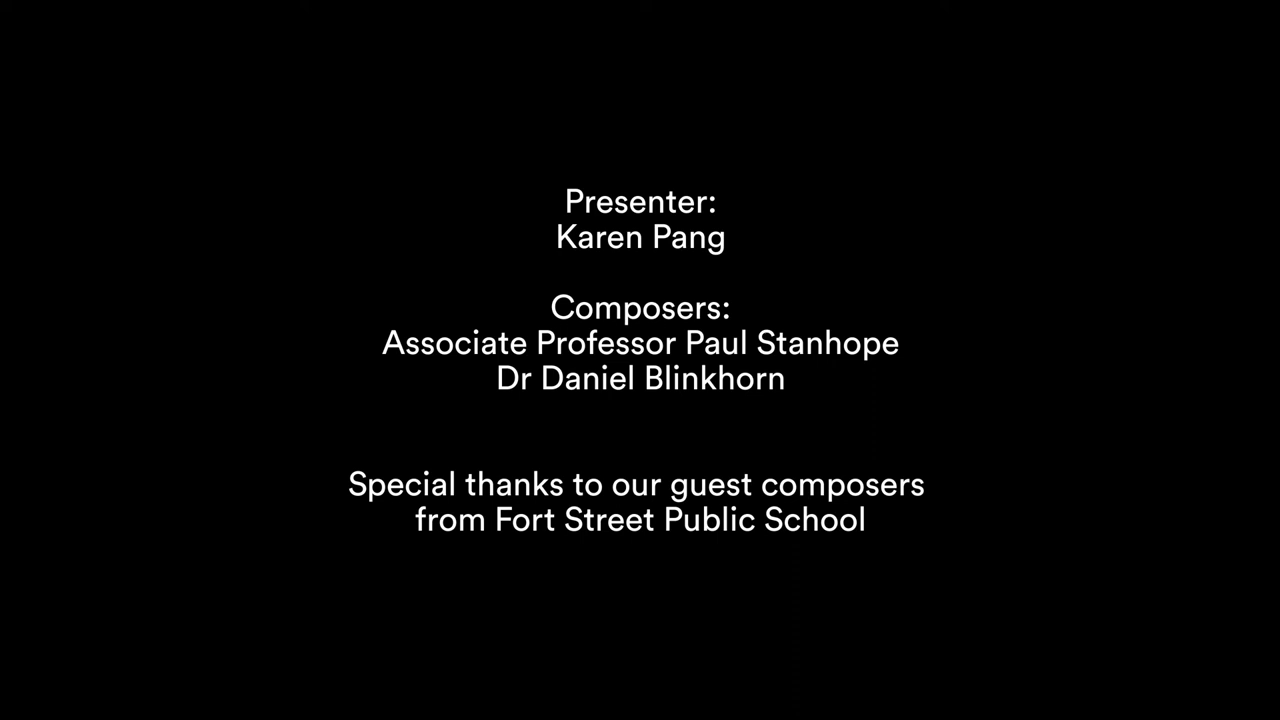 Presenter:
Karen Pang
Composers:
Associate Professor Paul Stanhope
Dr Daniel Blinkhorn
Special thanks to our guest composers
from Fort Street Public School